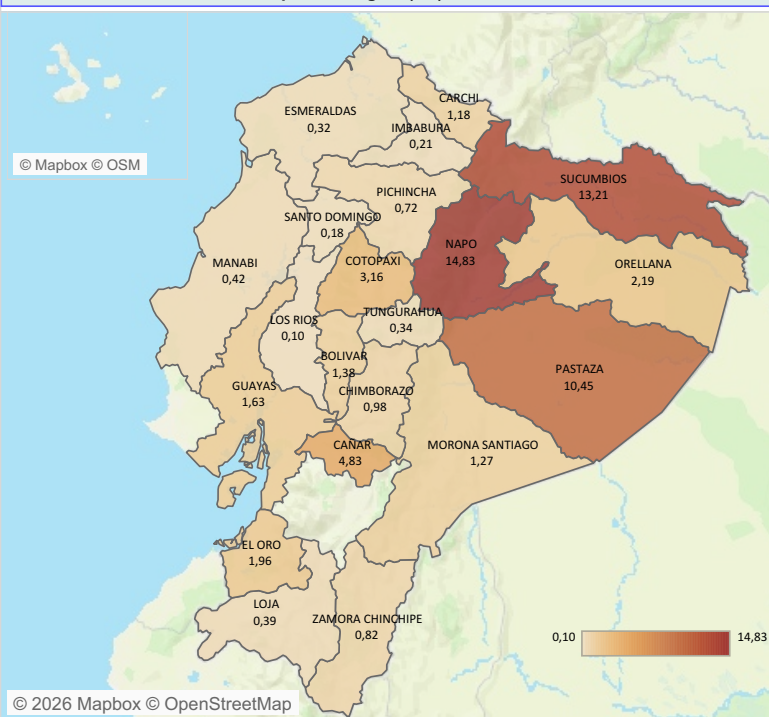 CARCHI
1,18
ESMERALDAS
0,32
IMBABURA
0,21
© Mapbox © OSM
SUCUMBIOS
13,21
PICHINCHA
0,72
SANTO DOMINGO
0,18
NAPO
14,83
COTOPAXI
3,16
MANABI
0,42
ORELLANA
2,19
TUNGURAHUA
0,34
LOS RIOS
0,10
BOLIVAR
1,38
PASTAZA
10,45
GUAYAS
1,63
CHIMBORAZO
0,98
CAÑAR
4,83
MORONA SANTIAGO
1,27
EL ORO
1,96
LOJA
0,39
ZAMORA CHINCHIPE
0,82
0,10
14,83
© 2026 Mapbox © OpenStreetMap